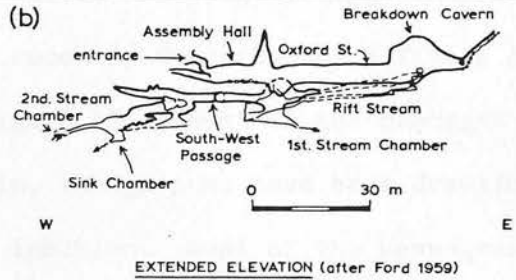 (b)
Breakdown Cavern
Assembly Hall
Oxford St.
entrance
2nd. Stream
Chamber
Rift Stream
South-West
Passage
1st. Stream Chamber
Sink Chamber
0 30 m
W E
EXTENDED ELEVATION (after Ford 1959)